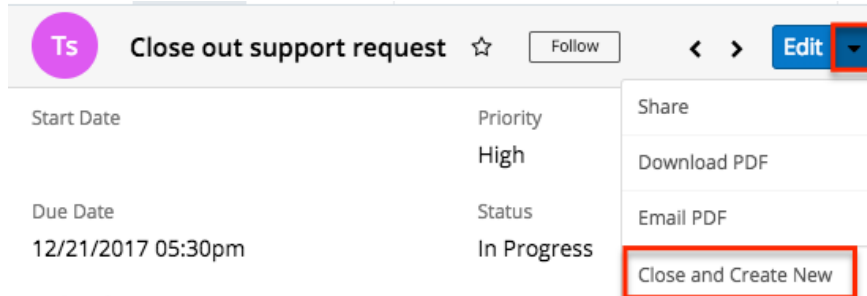 Ts Close out support request Follow Edit
Start Date Priority Share
High Download PDF
Due Date Status Email PDF
12/21/2017 05:30pm In Progress
Close and Create New